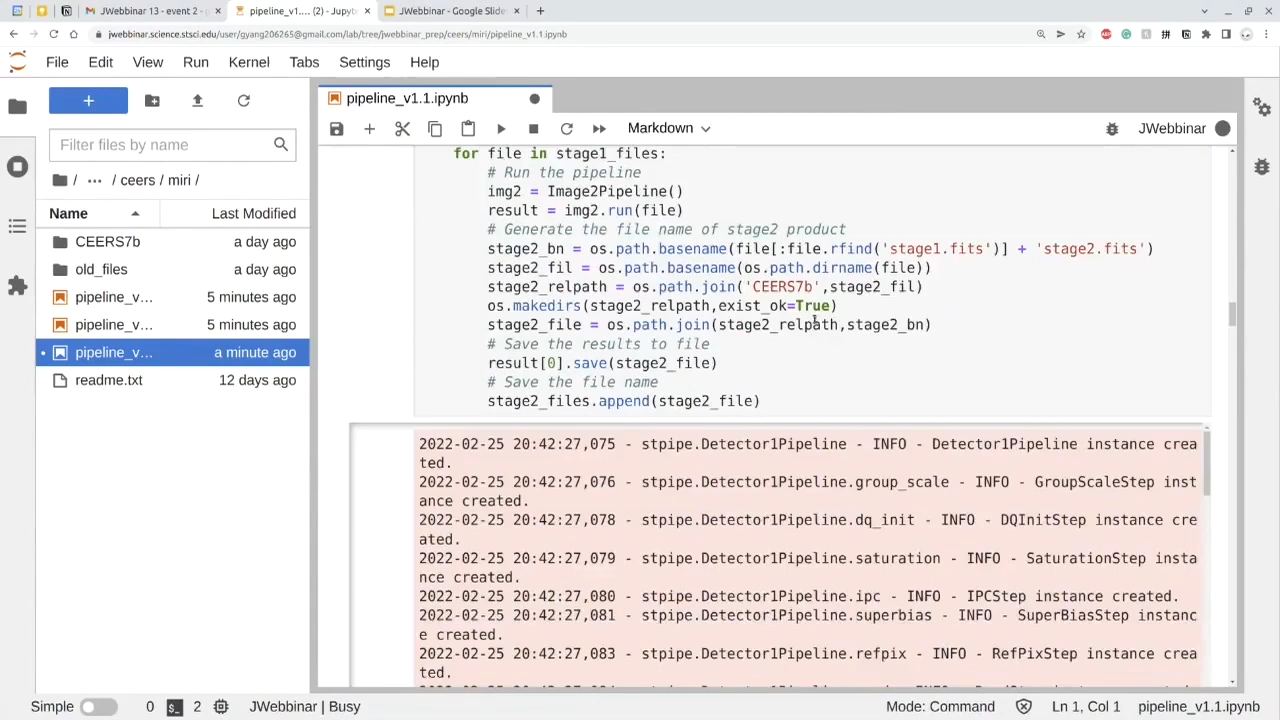 JWebbinar 13 - event 2 - g
pipeline_v1.... (2) - Jupyte
JWebbinar - Google Slides
jwebbinar.science.stsci.edu/user/gyang206265@gmail.com/lab/tree/jwebbinar_prep/ceers/miri/pipeline_v1.1.ipynb
File Edit View Run Kernel Tabs Settings Help
pipeline_v1.1.ipynb
Filter files by name
Markdown
JWebbinar
/ ··· / ceers / miri /
Name Last Modified
CEERS7b a day ago
old_files a day ago
pipeline_v... 5 minutes ago
pipeline_v... 5 minutes ago
pipeline_v... a minute ago
readme.txt 12 days ago
for file in stage1_files:
# Run the pipeline
img2 = Image2Pipeline()
result = img2.run(file)
# Generate the file name of stage2 product
stage2_bn = os.path.basename(file[:file.rfind('stage1.fits')] + 'stage2.fits')
stage2_fil = os.path.basename(os.path.dirname(file))
stage2_relpath = os.path.join('CEERS7b',stage2_fil)
os.makedirs(stage2_relpath,exist_ok=True)
stage2_file = os.path.join(stage2_relpath,stage2_bn)
# Save the results to file
result[0].save(stage2_file)
# Save the file name
stage2_files.append(stage2_file)
2022-02-25 20:42:27,075 - stpipe.Detector1Pipeline - INFO - Detector1Pipeline instance crea
ted.
2022-02-25 20:42:27,076 - stpipe.Detector1Pipeline.group_scale - INFO - GroupScaleStep inst
ance created.
2022-02-25 20:42:27,078 - stpipe.Detector1Pipeline.dq_init - INFO - DQInitStep instance cre
ated.
2022-02-25 20:42:27,079 - stpipe.Detector1Pipeline.saturation - INFO - SaturationStep insta
nce created.
2022-02-25 20:42:27,080 - stpipe.Detector1Pipeline.ipc - INFO - IPCStep instance created.
2022-02-25 20:42:27,081 - stpipe.Detector1Pipeline.superbias - INFO - SuperBiasStep instanc
e created.
2022-02-25 20:42:27,083 - stpipe.Detector1Pipeline.refpix - INFO - RefPixStep instance crea
ted.
Simple 0 2 JWebbinar | Busy Mode: Command Ln 1, Col 1 pipeline_v1.1.ipynb